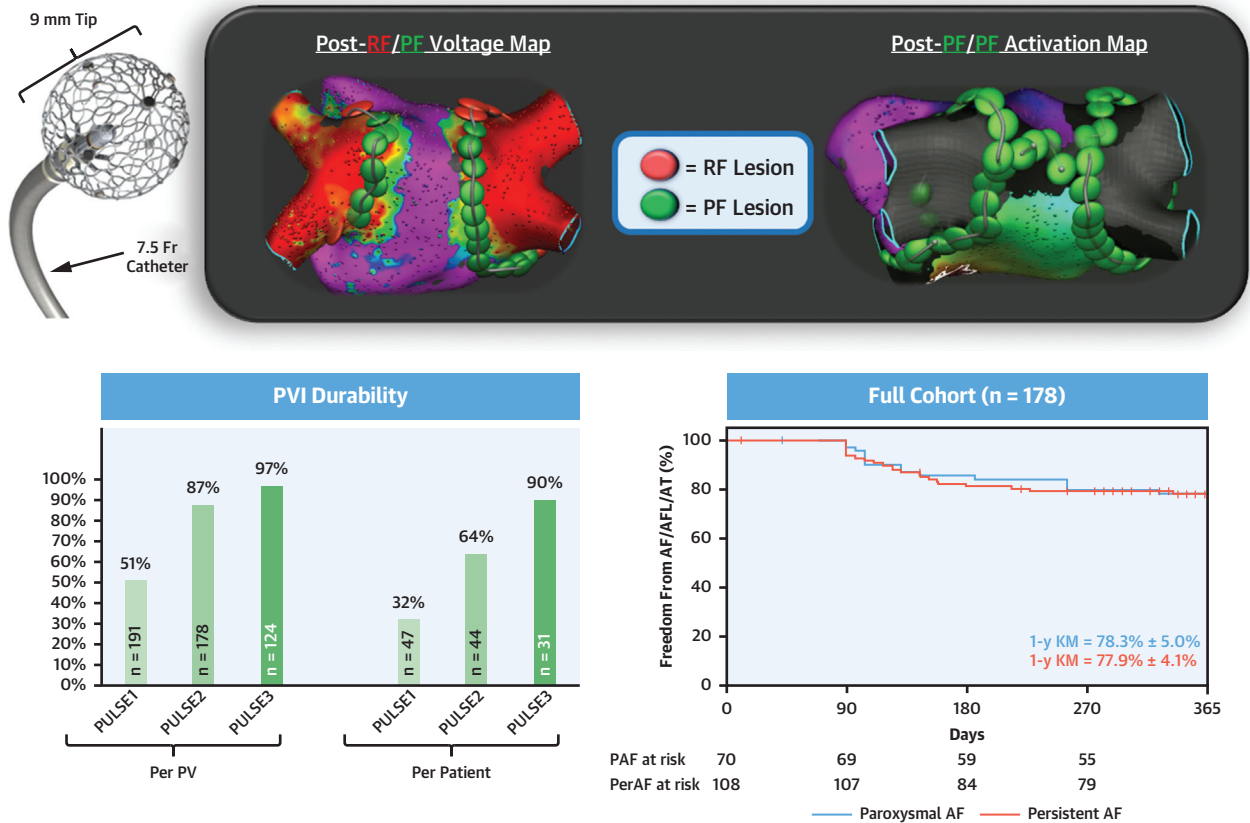 9 mm Tip
7.5 Fr
Catheter
Post-RF/PF Voltage Map
= RF Lesion
= PF Lesion
Post-PF/PF Activation Map
PVI Durability
100%
90%
80%
70%
60%
50%
40%
30%
20%
10%
0%
51%
87%
97%
32%
64%
90%
n = 191
n = 178
n = 124
n = 47
n = 44
n = 31
PULSE1
PULSE2
PULSE3
PULSE1
PULSE2
PULSE3
Per PV
Per Patient
Full Cohort (n = 178)
Freedom From AF/AFL/AT (%)
100
80
60
40
20
0
1-y KM = 78.3% ± 5.0%
1-y KM = 77.9% ± 4.1%
0 90 180 270 365
Days
PAF at risk 70 69 59 55
PerAF at risk 108 107 84 79
Paroxysmal AF Persistent AF